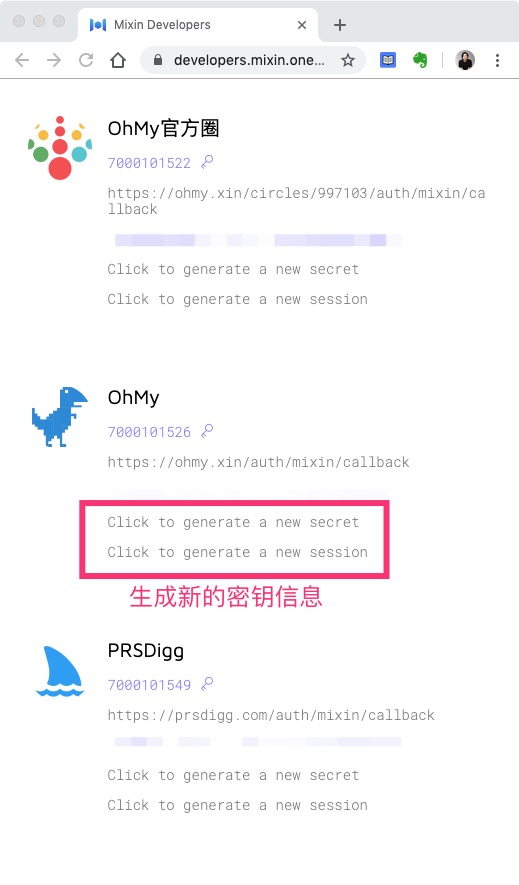 Mixin Developers
developers.mixin.one...
OhMy官方圈
7000101522
https://ohmy.xin/circles/997103/auth/mixin/ca
llback
Click to generate a new secret
Click to generate a new session
OhMy
7000101526
https://ohmy.xin/auth/mixin/callback
Click to generate a new secret
Click to generate a new session
生成新的密钥信息
PRSDigg
7000101549
https://prsdigg.com/auth/mixin/callback
Click to generate a new secret
Click to generate a new session